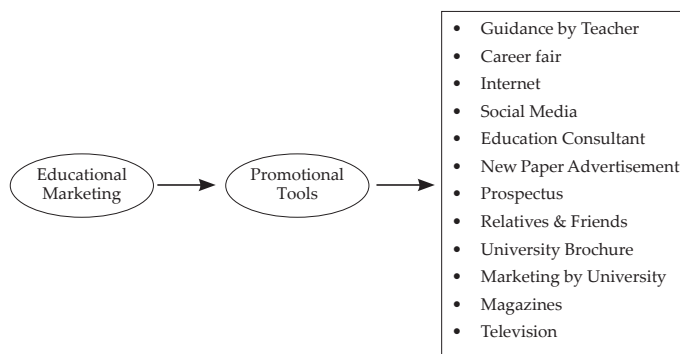 Educational
Marketing
Promotional
Tools
• Guidance by Teacher
• Career fair
• Internet
• Social Media
• Education Consultant
• New Paper Advertisement
• Prospectus
• Relatives & Friends
• University Brochure
• Marketing by University
• Magazines
• Television